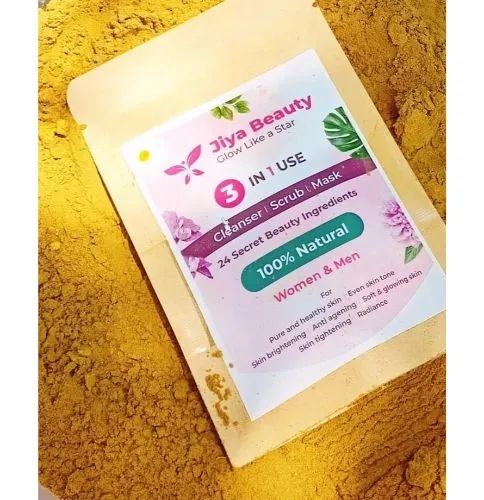 Jiya Beauty
Glow Like a Star
3 IN 1 USE
Cleanser | Scrub | Mask
24 Secret Beauty Ingredients
100% Natural
Women & Men
For
Pure and healthy skin Even skin tone
Skin brightening Anti agening Soft & glowing skin
Skin tightening Radiance